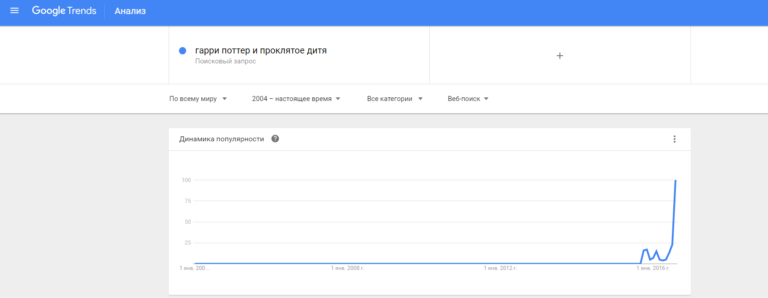 Google Trends Анализ
гарри поттер и проклятое дитя
Поисковый запрос
+
По всему миру 2004 – настоящее время Все категории Веб-поиск
Динамика популярности ?
100
75
50
25
1 янв. 200... 1 янв. 2008 г. 1 янв. 2012 г. 1 янв. 2016 г.